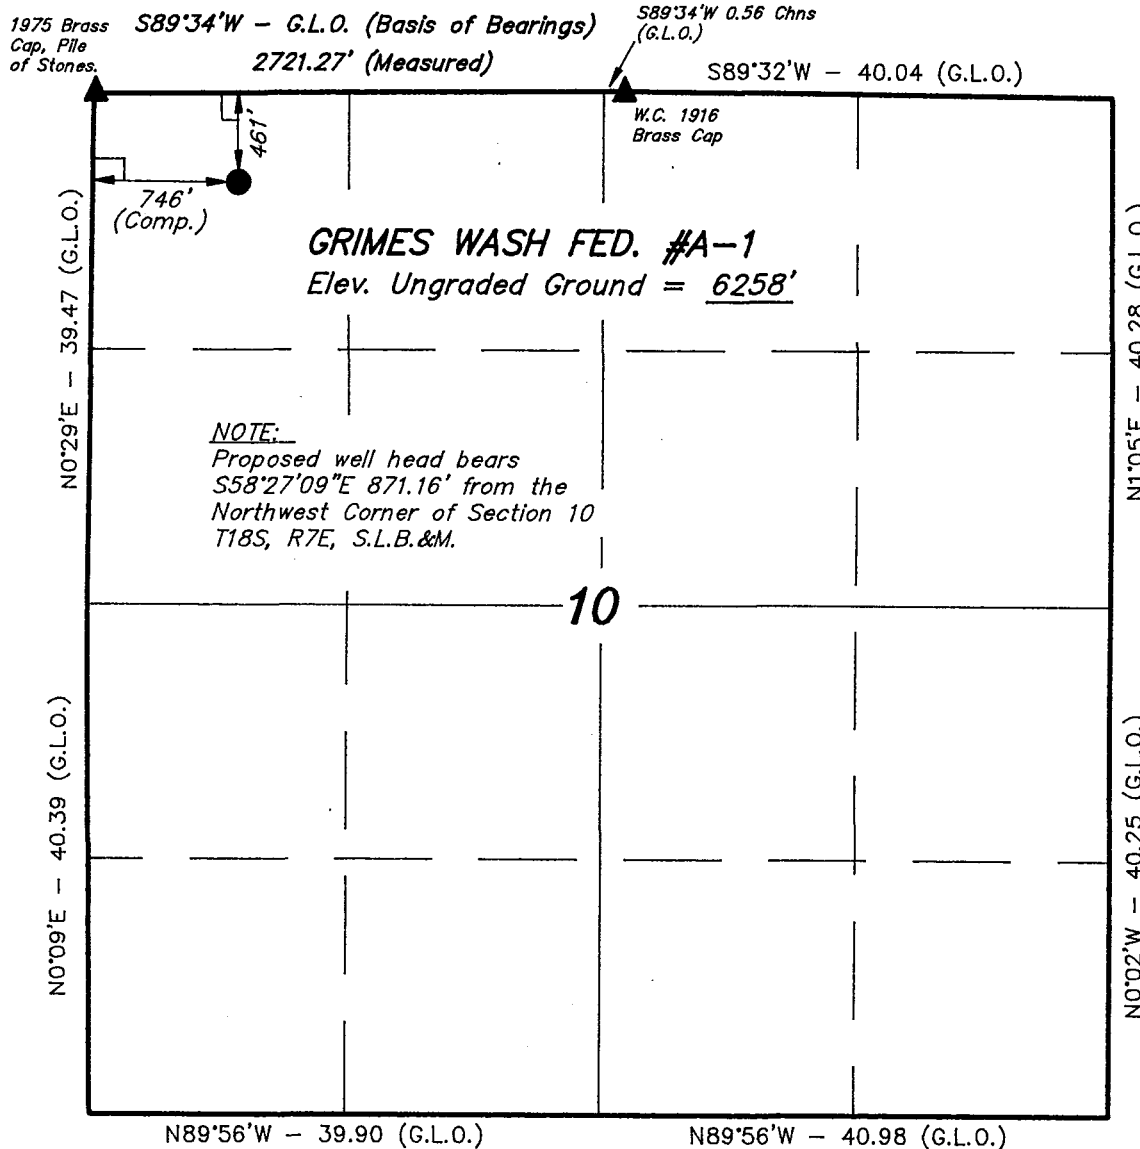 1975 Brass
Cap, Pile
of Stones.
S89°34'W - G.L.O. (Basis of Bearings)
2721.27' (Measured)
S89°34'W 0.56 Chns
(G.L.O.)
S89°32'W - 40.04 (G.L.O.)
W.C. 1916
Brass Cap
461'
746'
(Comp.)
GRIMES WASH FED. #A-1
Elev. Ungraded Ground = 6258'
N0°29'E - 39.47 (G.L.O.)
N1°05'E - 40.28 (G.L.O.)
NOTE:
Proposed well head bears
S58°27'09"E 871.16' from the
Northwest Corner of Section 10
T18S, R7E, S.L.B.&M.
10
N0°09'E - 40.39 (G.L.O.)
N0°02'W - 40.25 (G.L.O.)
N89°56'W - 39.90 (G.L.O.)
N89°56'W - 40.98 (G.L.O.)